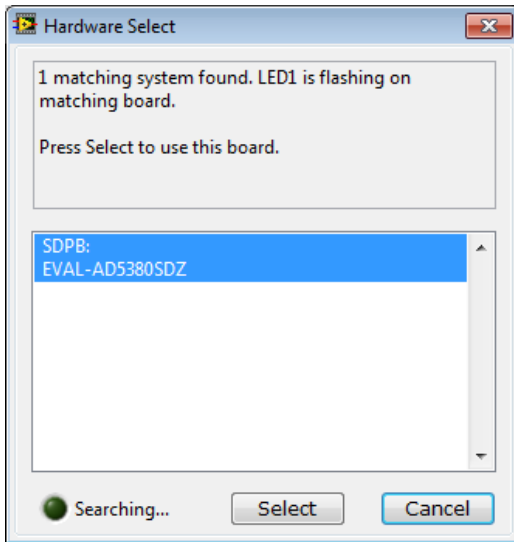 Hardware Select
1 matching system found. LED1 is flashing on
matching board.
Press Select to use this board.
SDPB:
EVAL-AD5380SDZ
Searching...
Select
Cancel